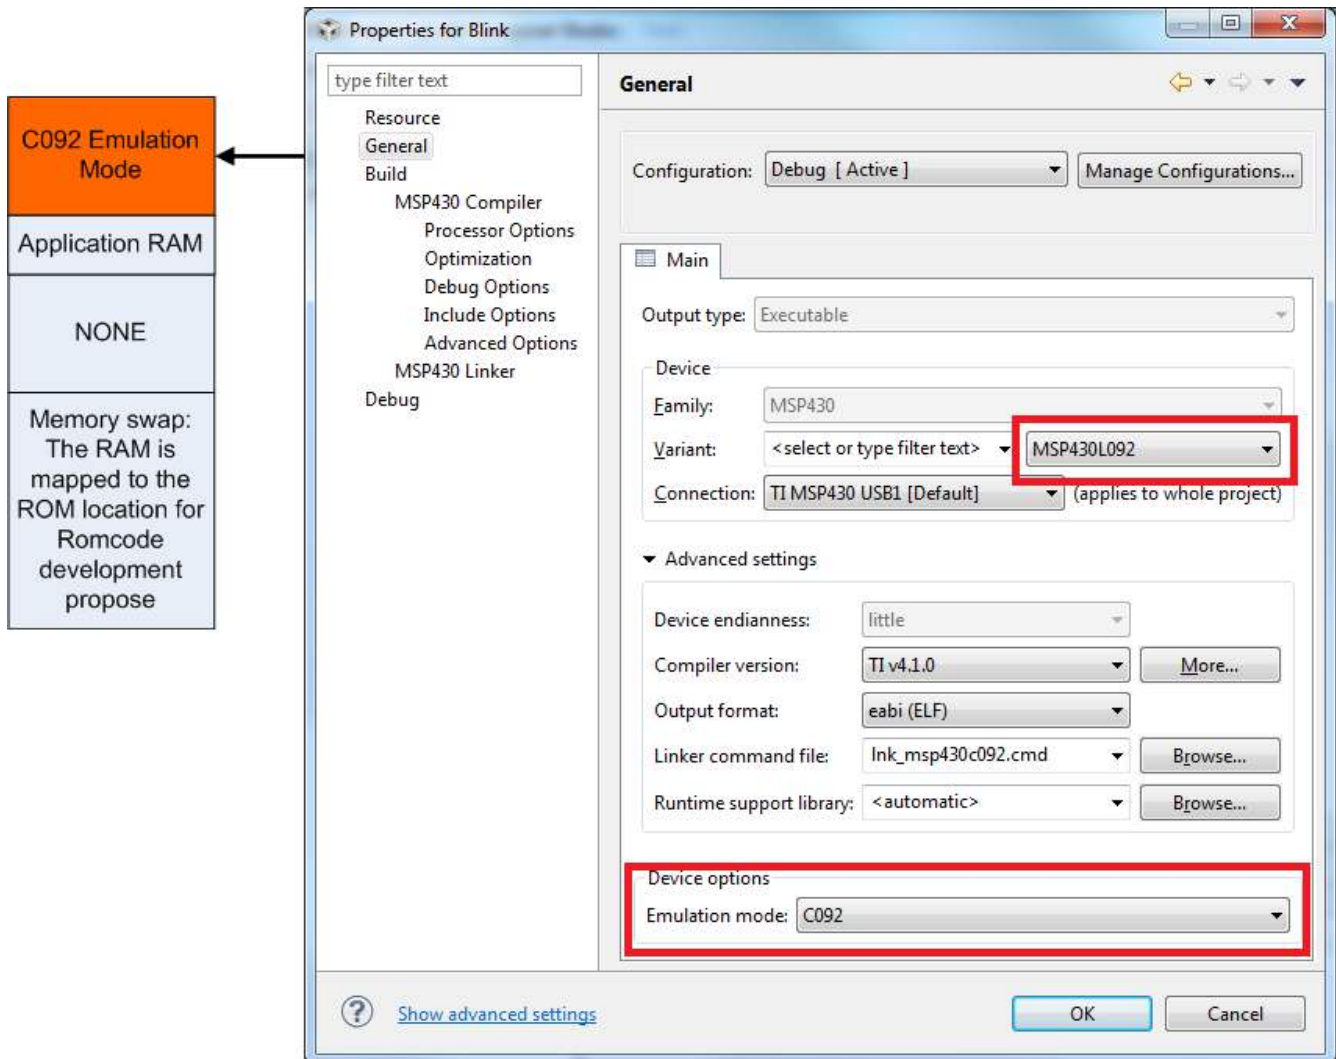 C092 Emulation
Mode
Application RAM
NONE
Memory swap:
The RAM is
mapped to the
ROM location for
Romcode
development
propose
Properties for Blink
type filter text
Resource
General
Build
MSP430 Compiler
Processor Options
Optimization
Debug Options
Include Options
Advanced Options
MSP430 Linker
Debug
General
Configuration: Debug [ Active ] Manage Configurations...
Main
Output type: Executable
Device
Family: MSP430
Variant: <select or type filter text> MSP430L092
Connection: TI MSP430 USB1 [Default] (applies to whole project)
Advanced settings
Device endianness: little
Compiler version: TI v4.1.0 More...
Output format: eabi (ELF)
Linker command file: lnk_msp430c092.cmd Browse...
Runtime support library: <automatic> Browse...
Device options
Emulation mode: C092
? Show advanced settings OK Cancel